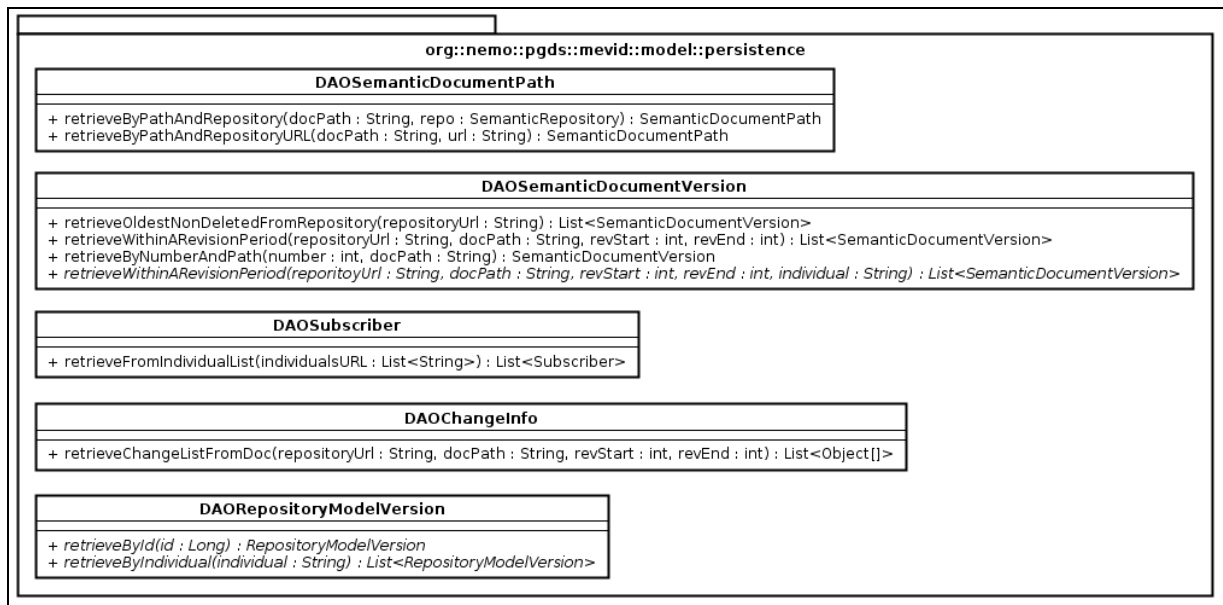 org::nemo::pgds::mevid::model::persistence
DAOSemanticDocumentPath
+ retrieveByPathAndRepository(docPath : String, repo : SemanticRepository) : SemanticDocumentPath
+ retrieveByPathAndRepositoryURL(docPath : String, url : String) : SemanticDocumentPath
DAOSemanticDocumentVersion
+ retrieveOldestNonDeletedFromRepository(repositoryUrl : String) : List<SemanticDocumentVersion>
+ retrieveWithinARevisionPeriod(repositoryUrl : String, docPath : String, revStart : int, revEnd : int) : List<SemanticDocumentVersion>
+ retrieveByNumberAndPath(number : int, docPath : String) : SemanticDocumentVersion
+ retrieveWithinARevisionPeriod(reporitoyUrl : String, docPath : String, revStart : int, revEnd : int, individual : String) : List<SemanticDocumentVersion>
DAOSubscriber
+ retrieveFromIndividualList(individualsURL : List<String>) : List<Subscriber>
DAOChangeInfo
+ retrieveChangeListFromDoc(repositoryUrl : String, docPath : String, revStart : int, revEnd : int) : List<Object[]>
DAORepositoryModelVersion
+ retrieveById(id : Long) : RepositoryModelVersion
+ retrieveByIndividual(individual : String) : List<RepositoryModelVersion>